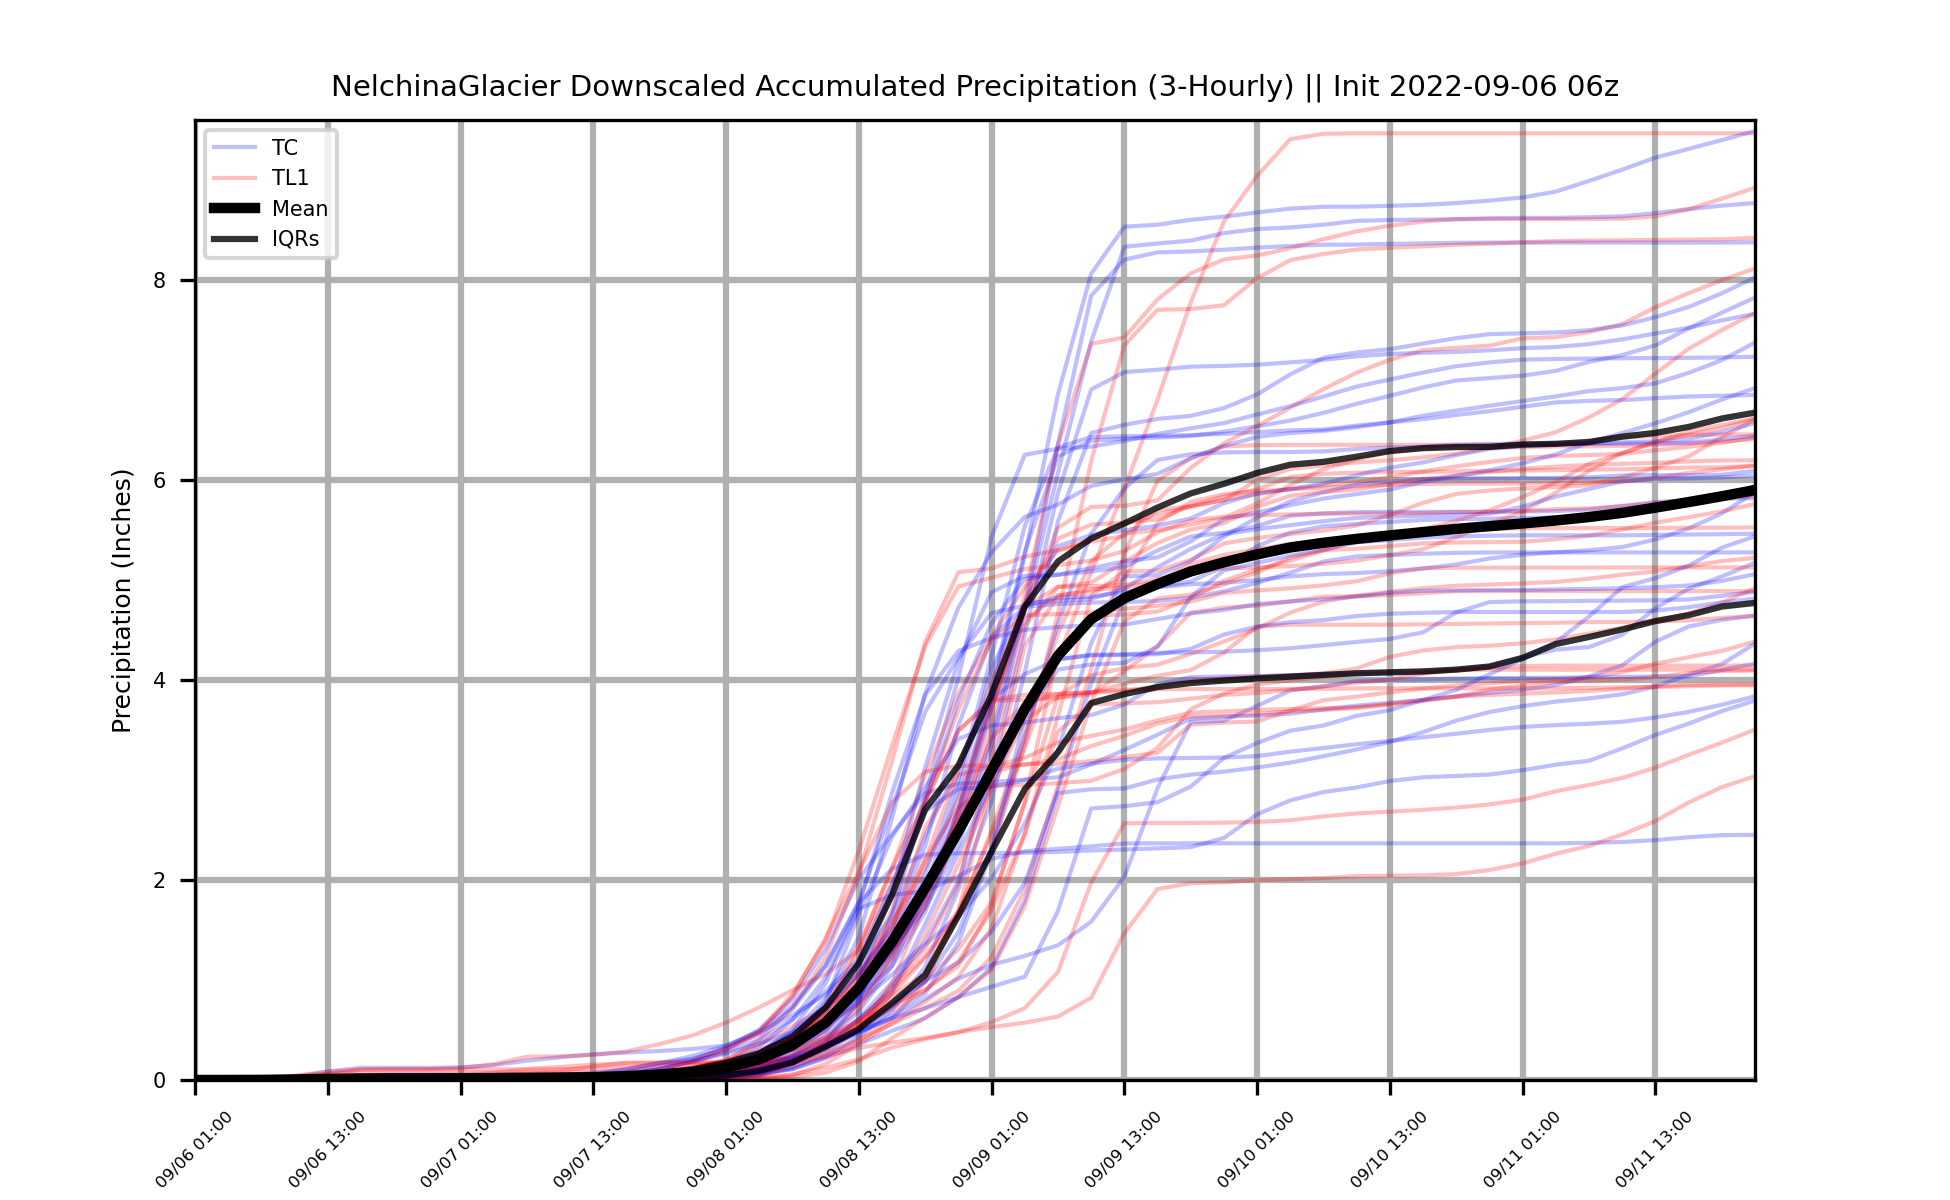 NelchinaGlacier Downscaled Accumulated Precipitation (3-Hourly) || Init 2022-09-06 06z
TC
TL1
Mean
IQRs
Precipitation (Inches)
8
6
4
2
0
09/06 01:00
09/06 13:00
09/07 01:00
09/07 13:00
09/08 01:00
09/08 13:00
09/09 01:00
09/09 13:00
09/10 01:00
09/10 13:00
09/11 01:00
09/11 13:00